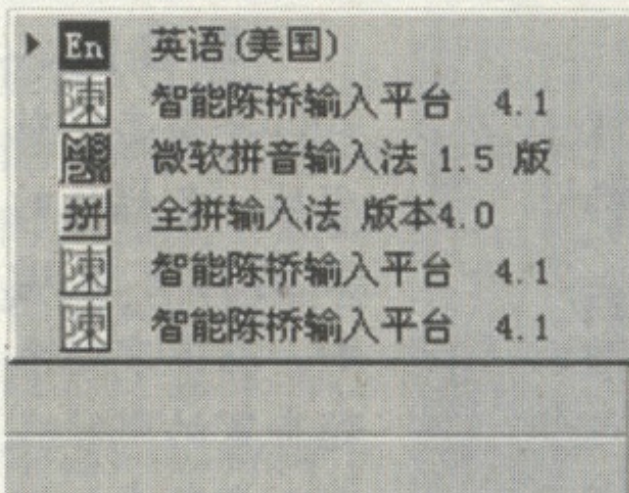 En 英语(美国)
陳 智能陈桥输入平台 4.1
微软拼音输入法 1.5 版
拼 全拼输入法 版本4.0
陳 智能陈桥输入平台 4.1
陳 智能陈桥输入平台 4.1